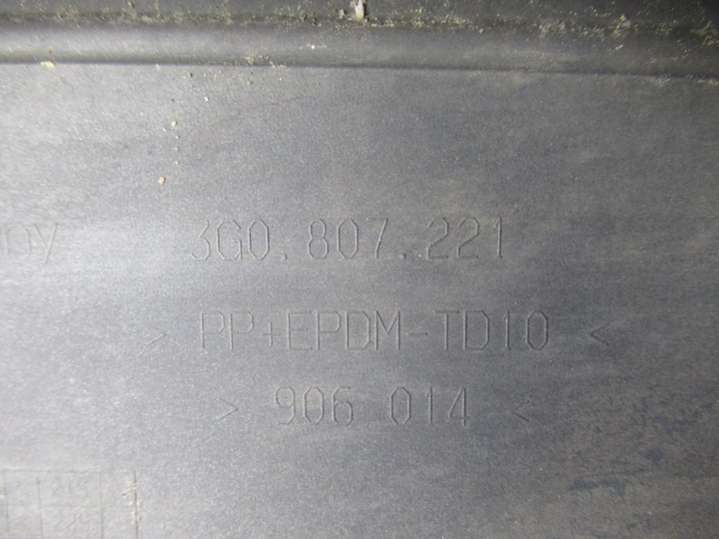 3G0.807.221
> PP+EPDM-TD10 <
> 906 014 <